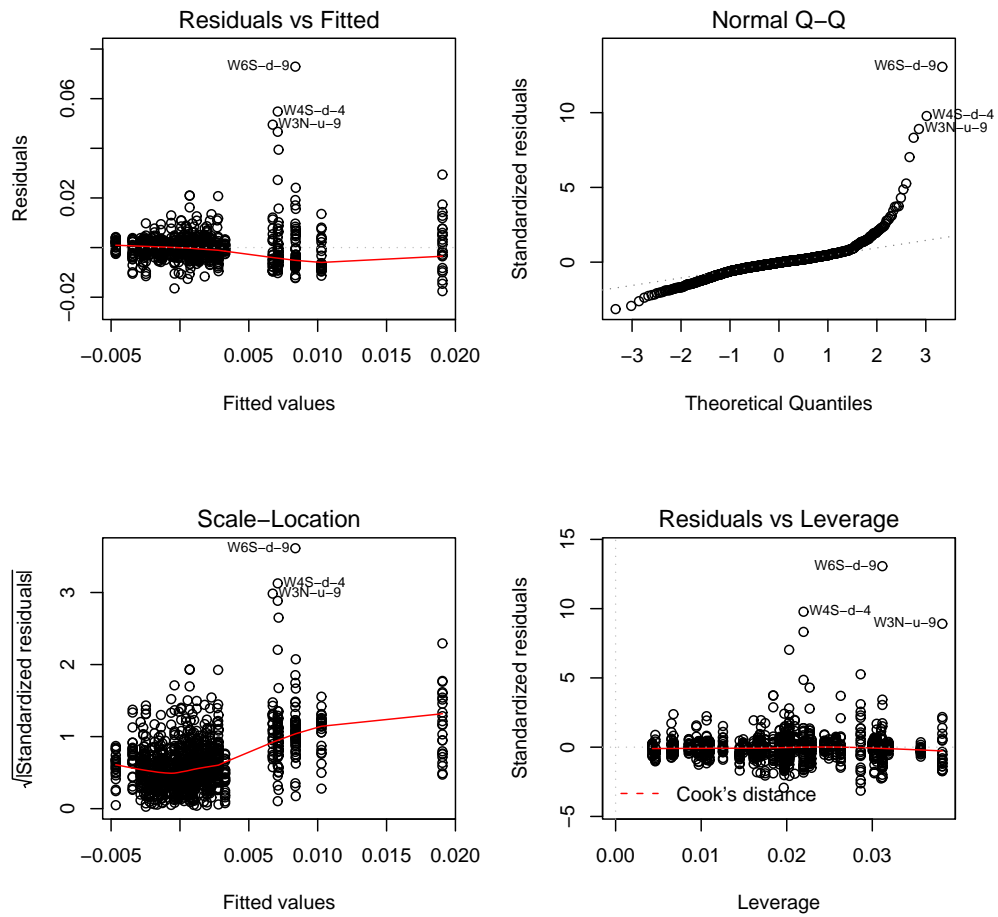 Residuals vs Fitted
Residuals
0.06
0.02
−0.02
W6S−d−9
W4S−d−4
W3N−u−9
−0.005
0.005
0.010
0.015
0.020
Fitted values
Normal Q−Q
Standardized residuals
10
5
0
W6S−d−9
W4S−d−4
W3N−u−9
−3
−2
−1
0
1
2
3
Theoretical Quantiles
Scale−Location
√|Standardized residuals|
3
2
1
0
W6S−d−9
W4S−d−4
W3N−u−9
−0.005
0.005
0.010
0.015
0.020
Fitted values
Residuals vs Leverage
Standardized residuals
15
10
5
0
−5
W6S−d−9
W4S−d−4
W3N−u−9
Cook's distance
0.00
0.01
0.02
0.03
Leverage